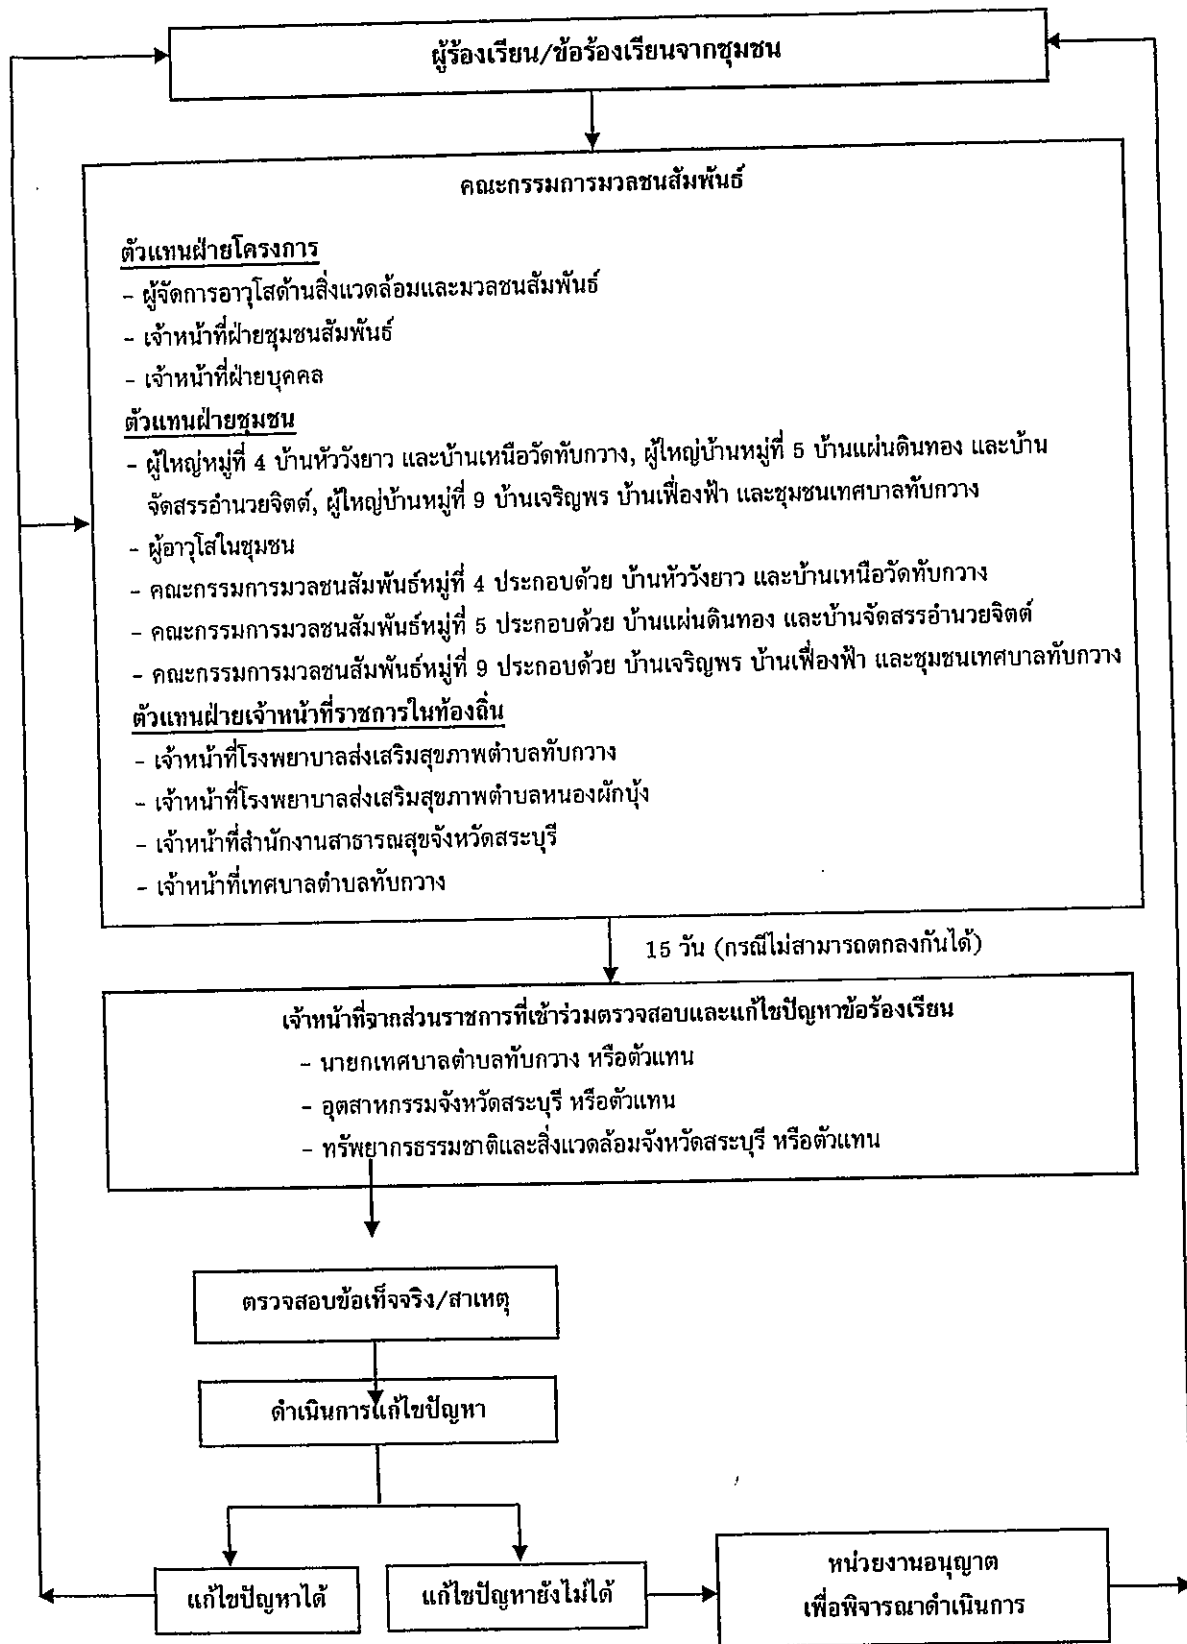 ผู้ร้องเรียน/ข้อร้องเรียนจากชุมชน
คณะกรรมการมวลชนสัมพันธ์
ตัวแทนฝ่ายโครงการ
- ผู้จัดการอาวุโสด้านสิ่งแวดล้อมและมวลชนสัมพันธ์
- เจ้าหน้าที่ฝ่ายชุมชนสัมพันธ์
- เจ้าหน้าที่ฝ่ายบุคคล
ตัวแทนฝ่ายชุมชน
- ผู้ใหญ่หมู่ที่ 4 บ้านหัววังยาว และบ้านเหนือวัดทับกวาง, ผู้ใหญ่บ้านหมู่ที่ 5 บ้านแผ่นดินทอง และบ้าน
จัดสรรอำนวยจิตต์, ผู้ใหญ่บ้านหมู่ที่ 9 บ้านเจริญพร บ้านเฟื่องฟ้า และชุมชนเทศบาลทับกวาง
- ผู้อาวุโสในชุมชน
- คณะกรรมการมวลชนสัมพันธ์หมู่ที่ 4 ประกอบด้วย บ้านหัววังยาว และบ้านเหนือวัดทับกวาง
- คณะกรรมการมวลชนสัมพันธ์หมู่ที่ 5 ประกอบด้วย บ้านแผ่นดินทอง และบ้านจัดสรรอำนวยจิตต์
- คณะกรรมการมวลชนสัมพันธ์หมู่ที่ 9 ประกอบด้วย บ้านเจริญพร บ้านเฟื่องฟ้า และชุมชนเทศบาลทับกวาง
ตัวแทนฝ่ายเจ้าหน้าที่ราชการในท้องถิ่น
- เจ้าหน้าที่โรงพยาบาลส่งเสริมสุขภาพตำบลทับกวาง
- เจ้าหน้าที่โรงพยาบาลส่งเสริมสุขภาพตำบลหนองผักบุ้ง
- เจ้าหน้าที่สำนักงานสาธารณสุขจังหวัดสระบุรี
- เจ้าหน้าที่เทศบาลตำบลทับกวาง
15 วัน (กรณีไม่สามารถตกลงกันได้)
เจ้าหน้าที่จากส่วนราชการที่เข้าร่วมตรวจสอบและแก้ไขปัญหาข้อร้องเรียน
- นายกเทศบาลตำบลทับกวาง หรือตัวแทน
- อุตสาหกรรมจังหวัดสระบุรี หรือตัวแทน
- ทรัพยากรธรรมชาติและสิ่งแวดล้อมจังหวัดสระบุรี หรือตัวแทน
ตรวจสอบข้อเท็จจริง/สาเหตุ
ดำเนินการแก้ไขปัญหา
แก้ไขปัญหาได้
แก้ไขปัญหายังไม่ได้
หน่วยงานอนุญาต
เพื่อพิจารณาดำเนินการ